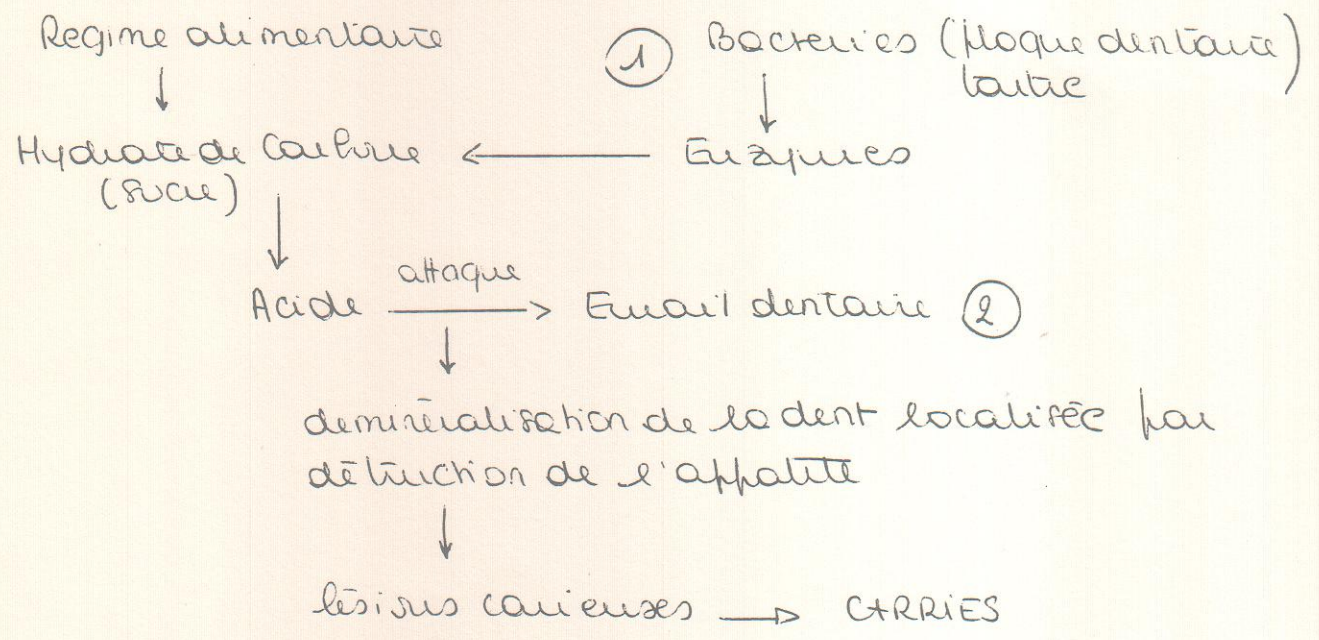 Regime alimentaire
① Bacteries (plaque dentaire)
tartre
Hydrate de Carbone
(sucre)
Enzymes
attaque
Acide
Email dentaire ②
demineralisation de la dent localisée par
détruction de l'appatite
lésions carieuses → CARRIES